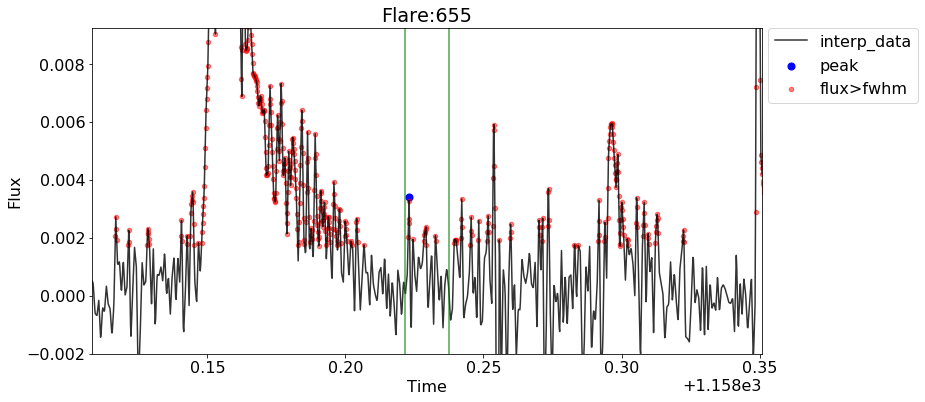 Flare:655
interp_data
peak
flux>fwhm
Flux
0.008
0.006
0.004
0.002
0.000
−0.002
0.15
0.20
0.25
0.30
0.35
Time
+1.158e3